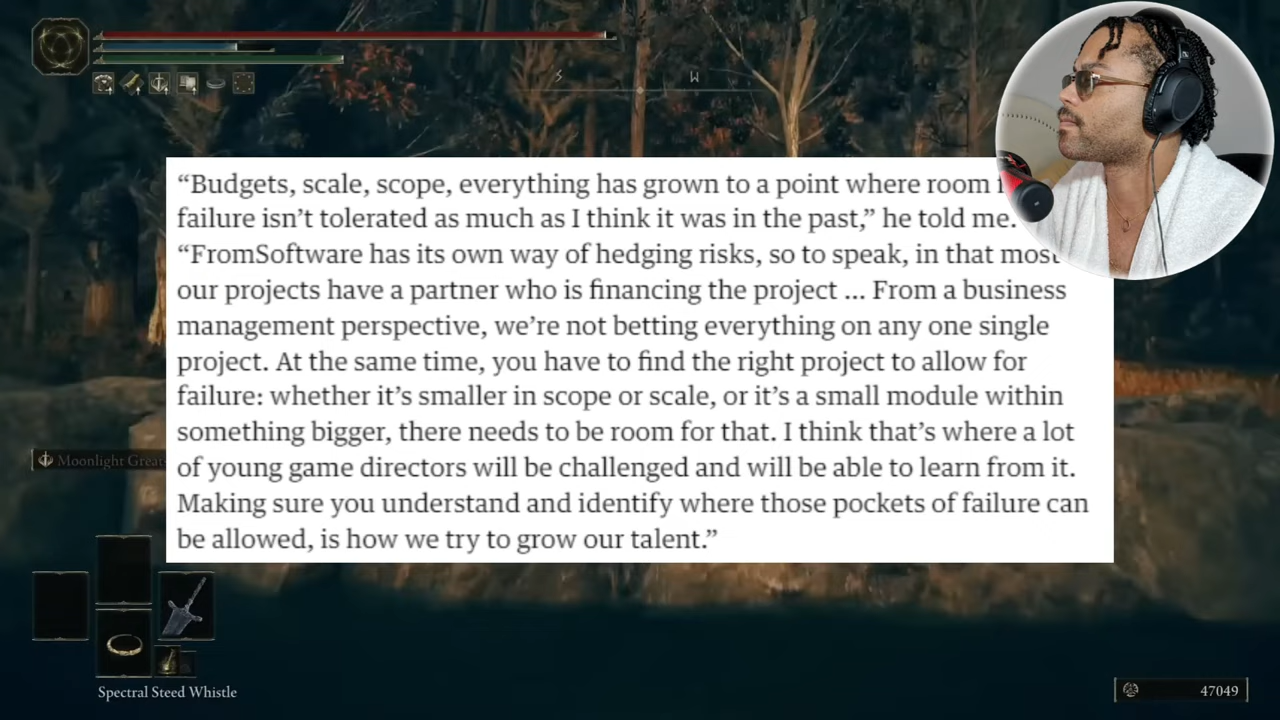 S W
“Budgets, scale, scope, everything has grown to a point where room
failure isn’t tolerated as much as I think it was in the past,” he told me.
“FromSoftware has its own way of hedging risks, so to speak, in that most
our projects have a partner who is financing the project ... From a business
management perspective, we’re not betting everything on any one single
project. At the same time, you have to find the right project to allow for
failure: whether it’s smaller in scope or scale, or it’s a small module within
something bigger, there needs to be room for that. I think that’s where a lot
of young game directors will be challenged and will be able to learn from it.
Making sure you understand and identify where those pockets of failure can
be allowed, is how we try to grow our talent.”
Moonlight Great
Spectral Steed Whistle
47049